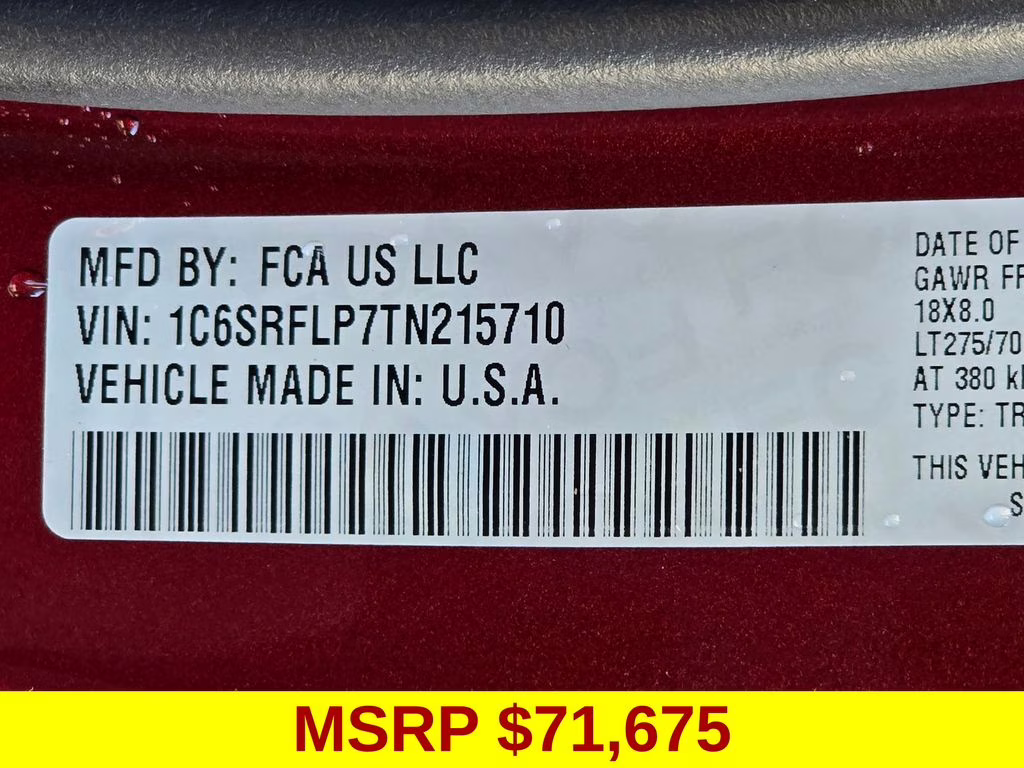 MFD BY: FCA US LLC
VIN: 1C6SRFLP7TN215710
VEHICLE MADE IN: U.S.A.
DATE OF
GAWR FR
18X8.0
LT275/70
AT 380 k
TYPE: TR
THIS VEH
S
MSRP $71,675